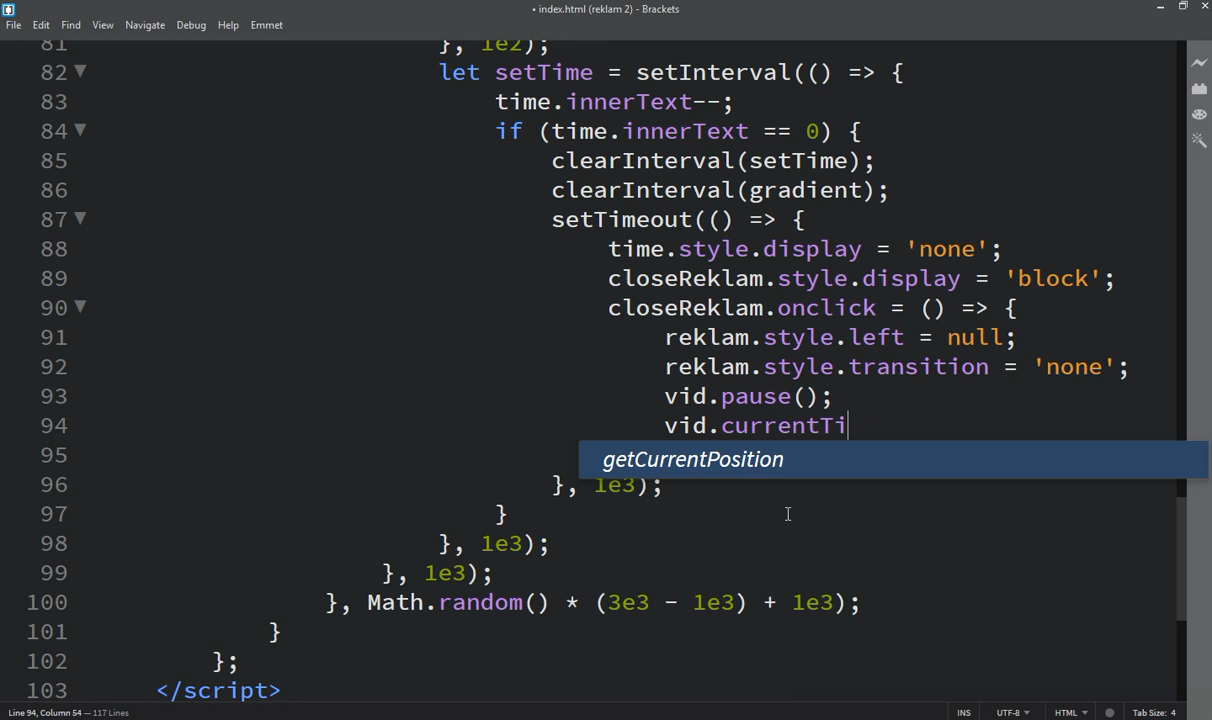 • index.html (reklam 2) - Brackets
File Edit Find View Navigate Debug Help Emmet
81 }, 1e2);
82 let setTime = setInterval(() => {
83 time.innerText--;
84 if (time.innerText == 0) {
85 clearInterval(setTime);
86 clearInterval(gradient);
87 setTimeout(() => {
88 time.style.display = 'none';
89 closeReklam.style.display = 'block';
90 closeReklam.onclick = () => {
91 reklam.style.left = null;
92 reklam.style.transition = 'none';
93 vid.pause();
94 vid.currentTi
95 getCurrentPosition
96 }, 1e3);
97 }
98 }, 1e3);
99 }, 1e3);
100 }, Math.random() * (3e3 - 1e3) + 1e3);
101 }
102 };
103 </script>
Line 94, Column 54 — 117 Lines INS UTF-8 HTML Tab Size: 4